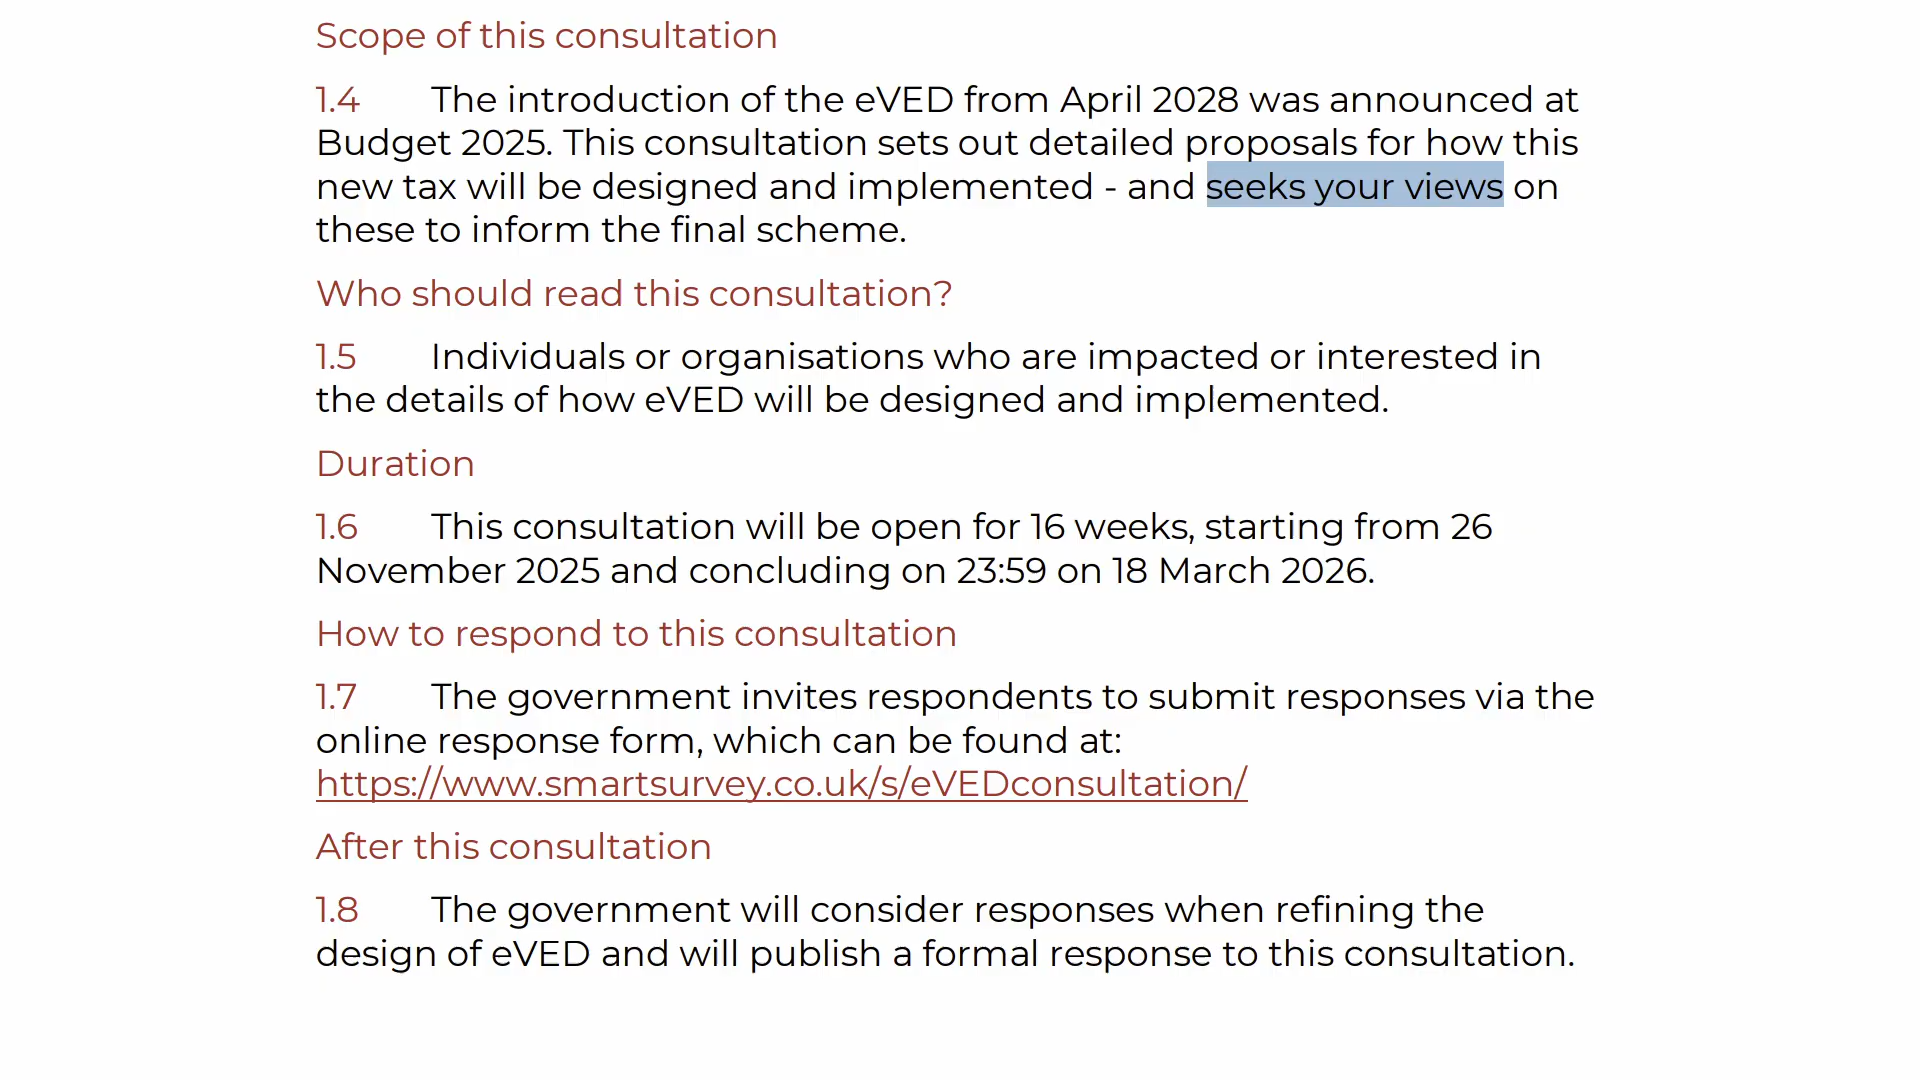 Scope of this consultation
1.4 The introduction of the eVED from April 2028 was announced at
Budget 2025. This consultation sets out detailed proposals for how this
new tax will be designed and implemented - and seeks your views on
these to inform the final scheme.
Who should read this consultation?
1.5 Individuals or organisations who are impacted or interested in
the details of how eVED will be designed and implemented.
Duration
1.6 This consultation will be open for 16 weeks, starting from 26
November 2025 and concluding on 23:59 on 18 March 2026.
How to respond to this consultation
1.7 The government invites respondents to submit responses via the
online response form, which can be found at:
https://www.smartsurvey.co.uk/s/eVEDconsultation/
After this consultation
1.8 The government will consider responses when refining the
design of eVED and will publish a formal response to this consultation.